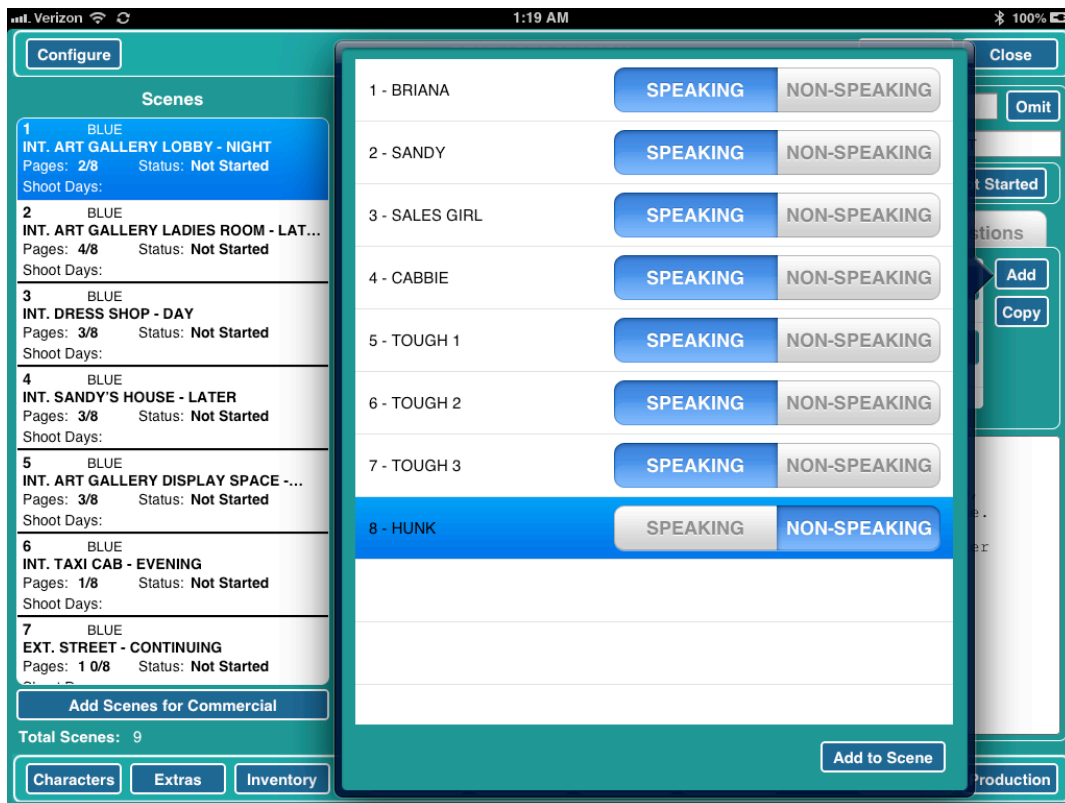 Verizon
1:19 AM
100%
Configure
Close
Scenes
1 BLUE
INT. ART GALLERY LOBBY - NIGHT
Pages: 2/8 Status: Not Started
Shoot Days:
2 BLUE
INT. ART GALLERY LADIES ROOM - LAT...
Pages: 4/8 Status: Not Started
Shoot Days:
3 BLUE
INT. DRESS SHOP - DAY
Pages: 3/8 Status: Not Started
Shoot Days:
4 BLUE
INT. SANDY'S HOUSE - LATER
Pages: 3/8 Status: Not Started
Shoot Days:
5 BLUE
INT. ART GALLERY DISPLAY SPACE -...
Pages: 3/8 Status: Not Started
Shoot Days:
6 BLUE
INT. TAXI CAB - EVENING
Pages: 1/8 Status: Not Started
Shoot Days:
7 BLUE
EXT. STREET - CONTINUING
Pages: 1 0/8 Status: Not Started
Add Scenes for Commercial
Total Scenes: 9
Characters Extras Inventory
1 - BRIANA SPEAKING NON-SPEAKING
2 - SANDY SPEAKING NON-SPEAKING
3 - SALES GIRL SPEAKING NON-SPEAKING
4 - CABBIE SPEAKING NON-SPEAKING
5 - TOUGH 1 SPEAKING NON-SPEAKING
6 - TOUGH 2 SPEAKING NON-SPEAKING
7 - TOUGH 3 SPEAKING NON-SPEAKING
8 - HUNK SPEAKING NON-SPEAKING
Add to Scene
Omit
t Started
stions
Add
Copy
e.
er
Production